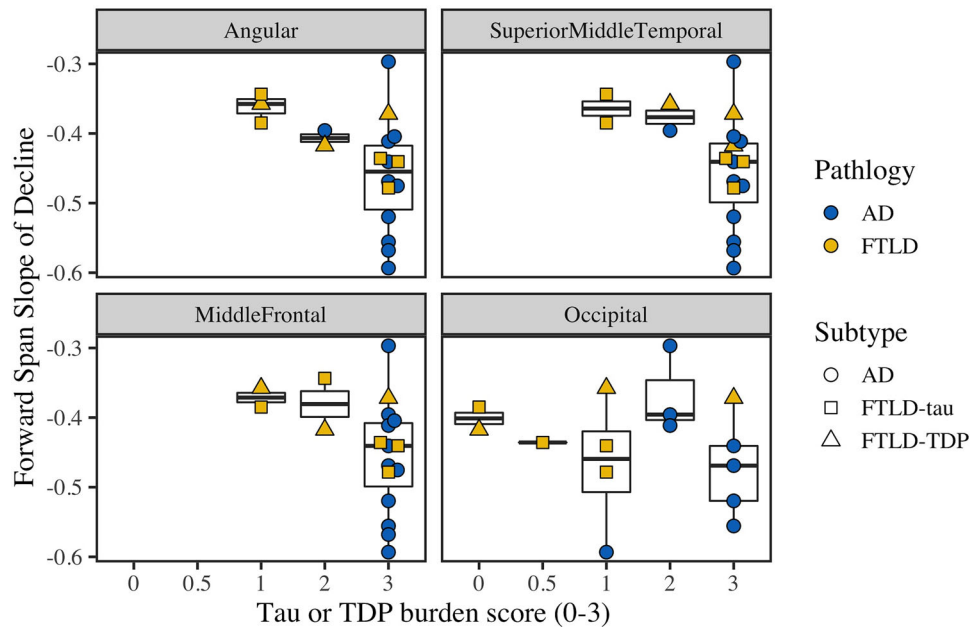 Angular
SuperiorMiddleTemporal
-0.3
-0.4
-0.5
-0.6
MiddleFrontal
Occipital
-0.3
-0.4
-0.5
-0.6
0 0.5 1 2 3
0 0.5 1 2 3
Tau or TDP burden score (0-3)
Forward Span Slope of Decline
Pathlogy
AD
FTLD
Subtype
AD
FTLD-tau
FTLD-TDP